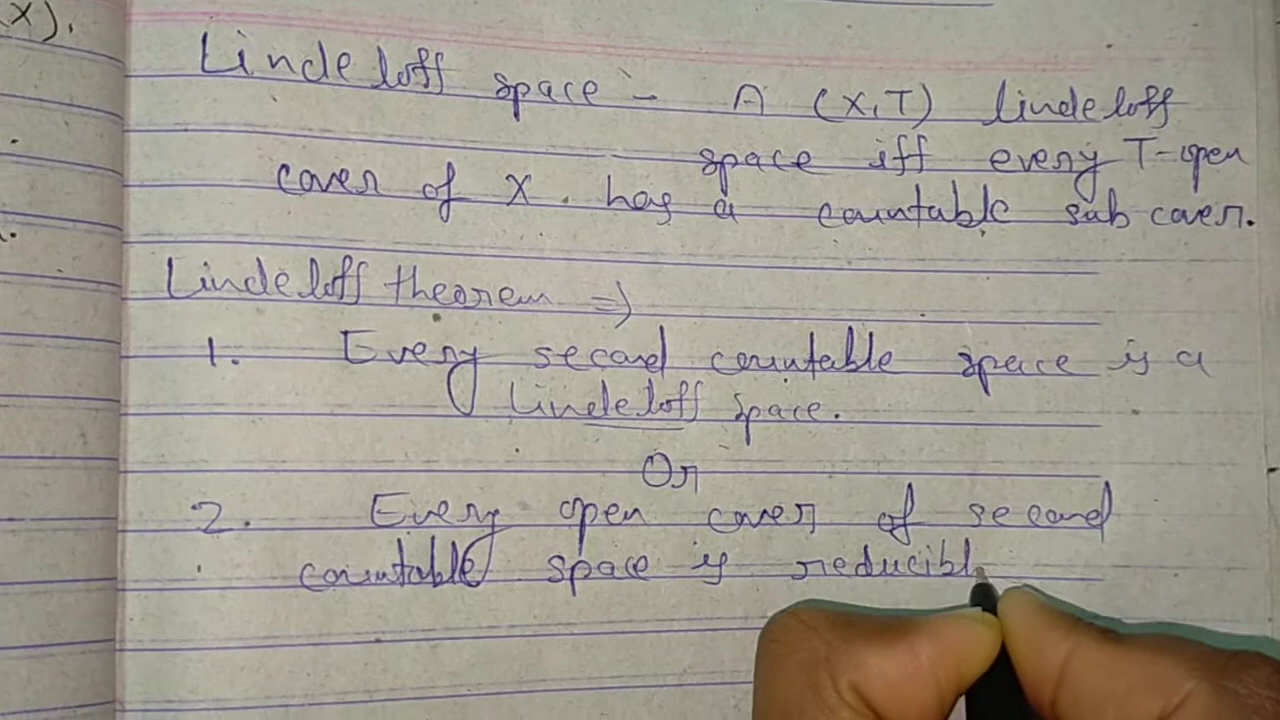 X).
Lindeloff space :- A (X,T) lindeloff
space iff every T-open
cover of X. has a countable sub cover.
Lindeloff theorem =>
1. Every second countable space is a
Lindeloff space.
Or
2. Every open cover of second
countable space is reducibl